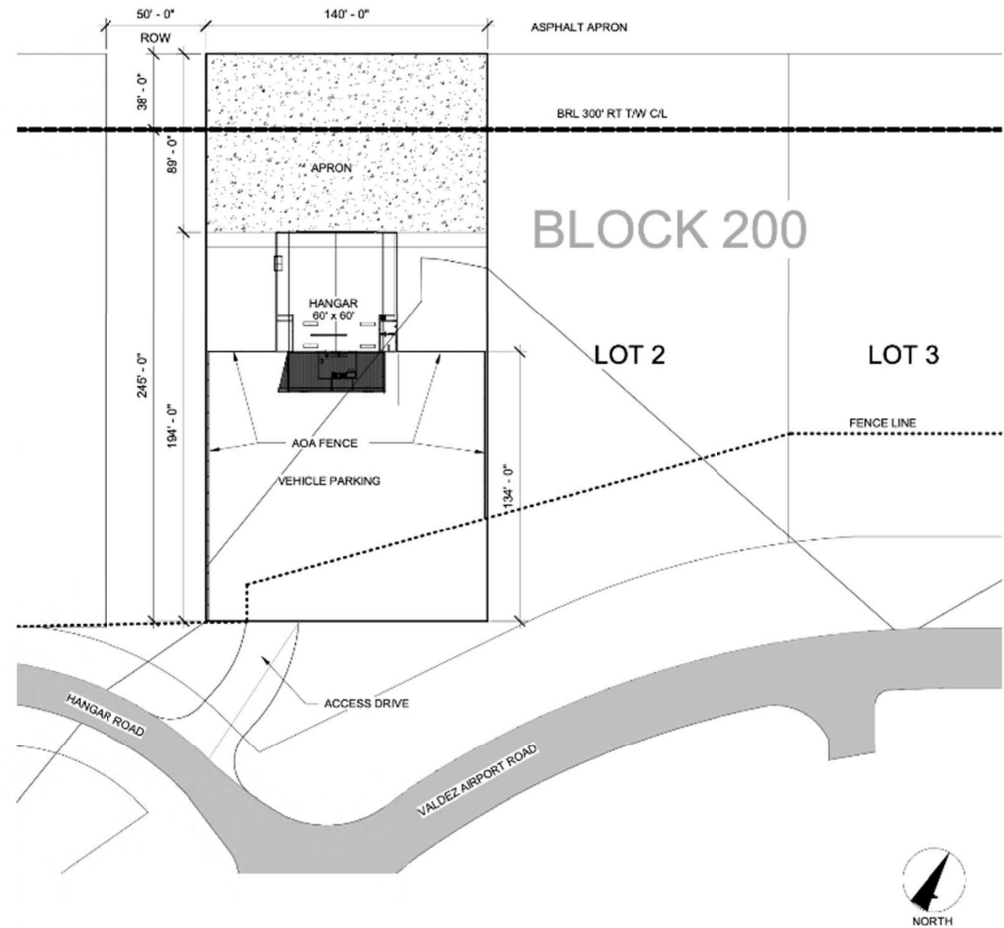 50' - 0"
140' - 0"
ASPHALT APRON
ROW
38' - 0"
BRL 300' RT T/W C/L
89' - 0"
APRON
BLOCK 200
HANGAR
60' x 60'
LOT 2
LOT 3
245' - 0"
194' - 0"
FENCE LINE
AOA FENCE
VEHICLE PARKING
134' - 0"
ACCESS DRIVE
HANGAR ROAD
VALDEZ AIRPORT ROAD
NORTH